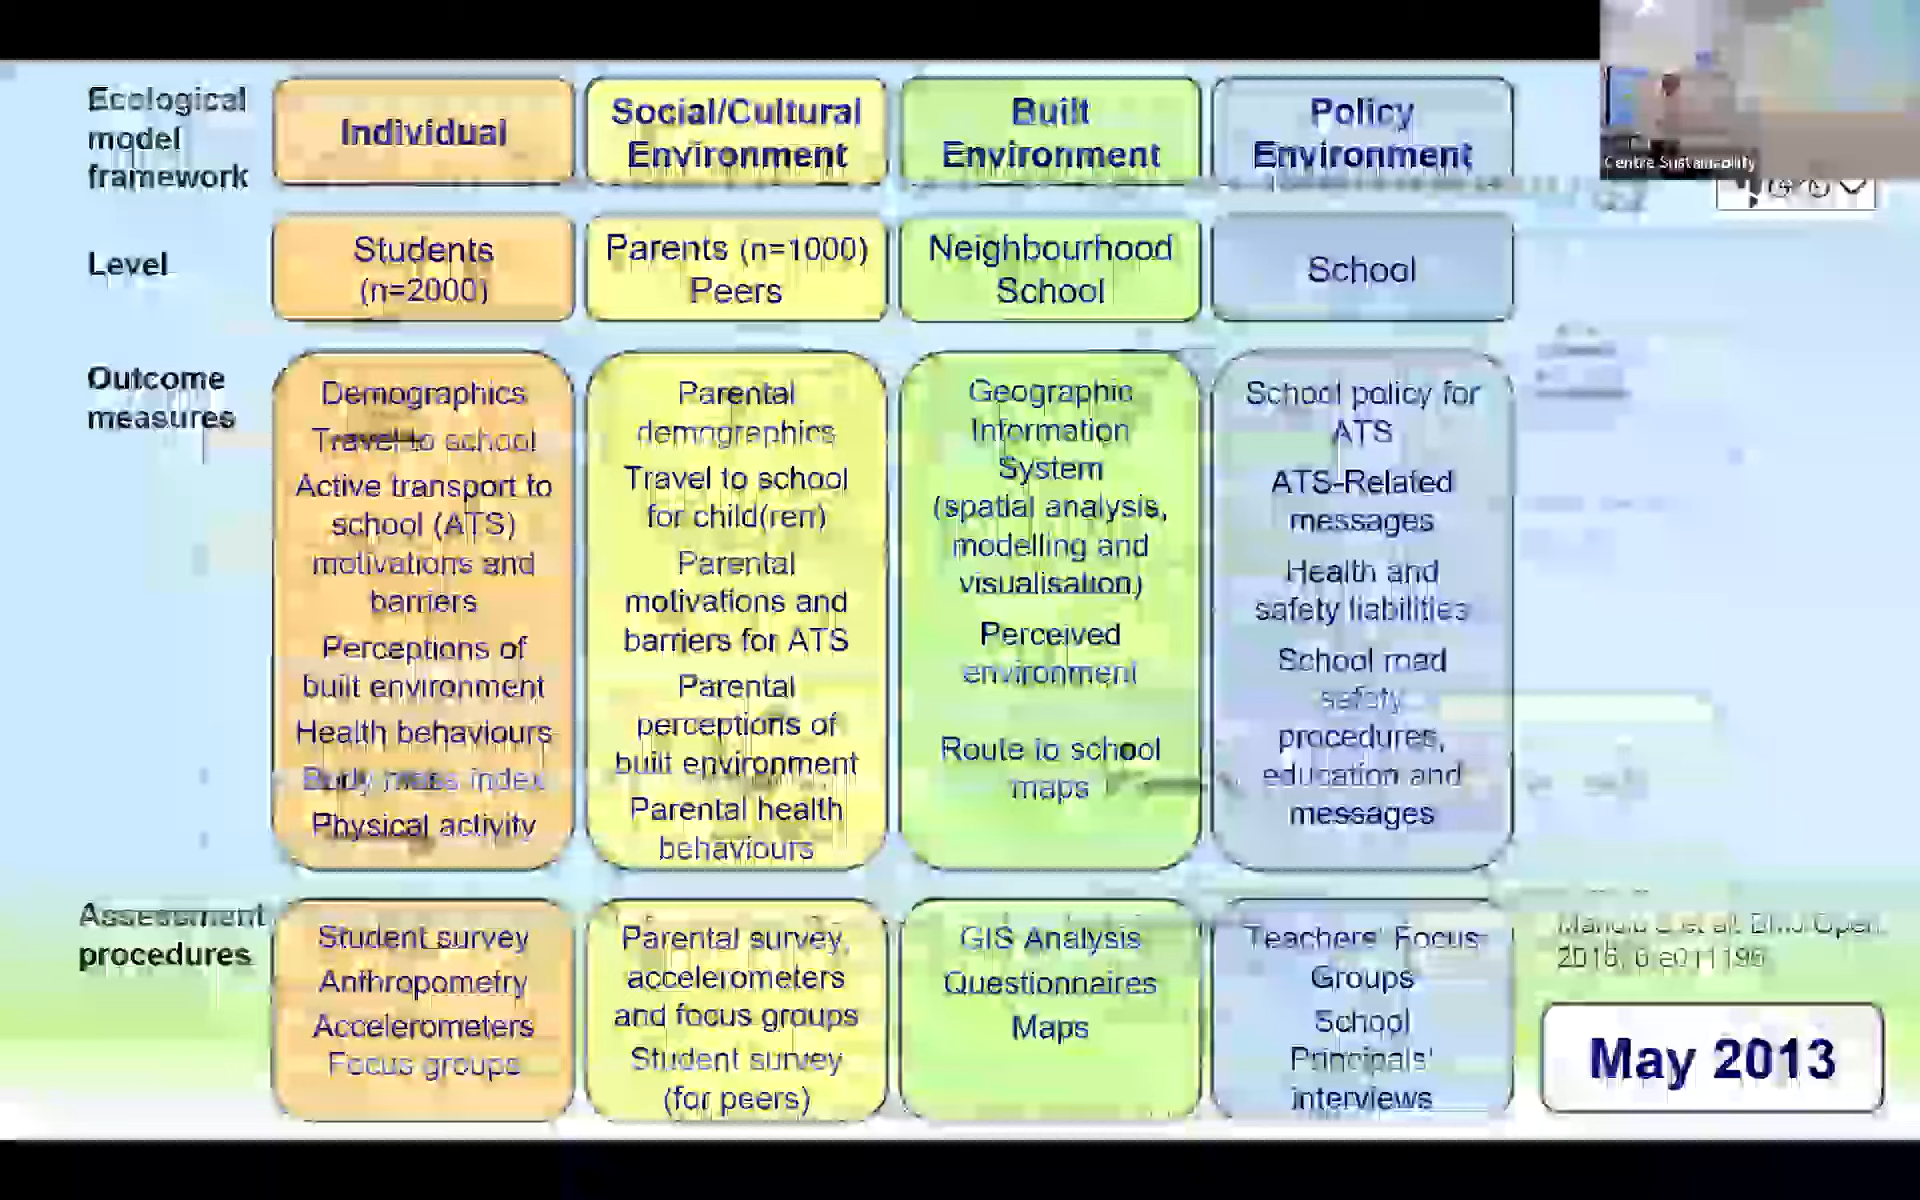 Ecological
model
framework
Individual
Social/Cultural
Environment
Built
Environment
Policy
Environment
Centre Sustainability
Level
Students
(n=2000)
Parents (n=1000)
Peers
Neighbourhood
School
School
Outcome
measures
Demographics
Travel to school
Active transport to
school (ATS)
motivations and
barriers
Perceptions of
built environment
Health behaviours
Body mass index
Physical activity
Parental
demographics
Travel to school
for child(ren)
Parental
motivations and
barriers for ATS
Parental
perceptions of
built environment
Parental health
behaviours
Geographic
Information
System
(spatial analysis,
modelling and
visualisation)
Perceived
environment
Route to school
maps
School policy for
ATS
ATS-Related
messages
Health and
safety liabilities
School road
safety
procedures,
education and
messages
Assessment
procedures
Student survey
Anthropometry
Accelerometers
Focus groups
Parental survey,
accelerometers
and focus groups
Student survey
(for peers)
GIS Analysis
Questionnaires
Maps
Teachers' Focus
Groups
School
Principals'
interviews
et al. BMJ Open
May 2013